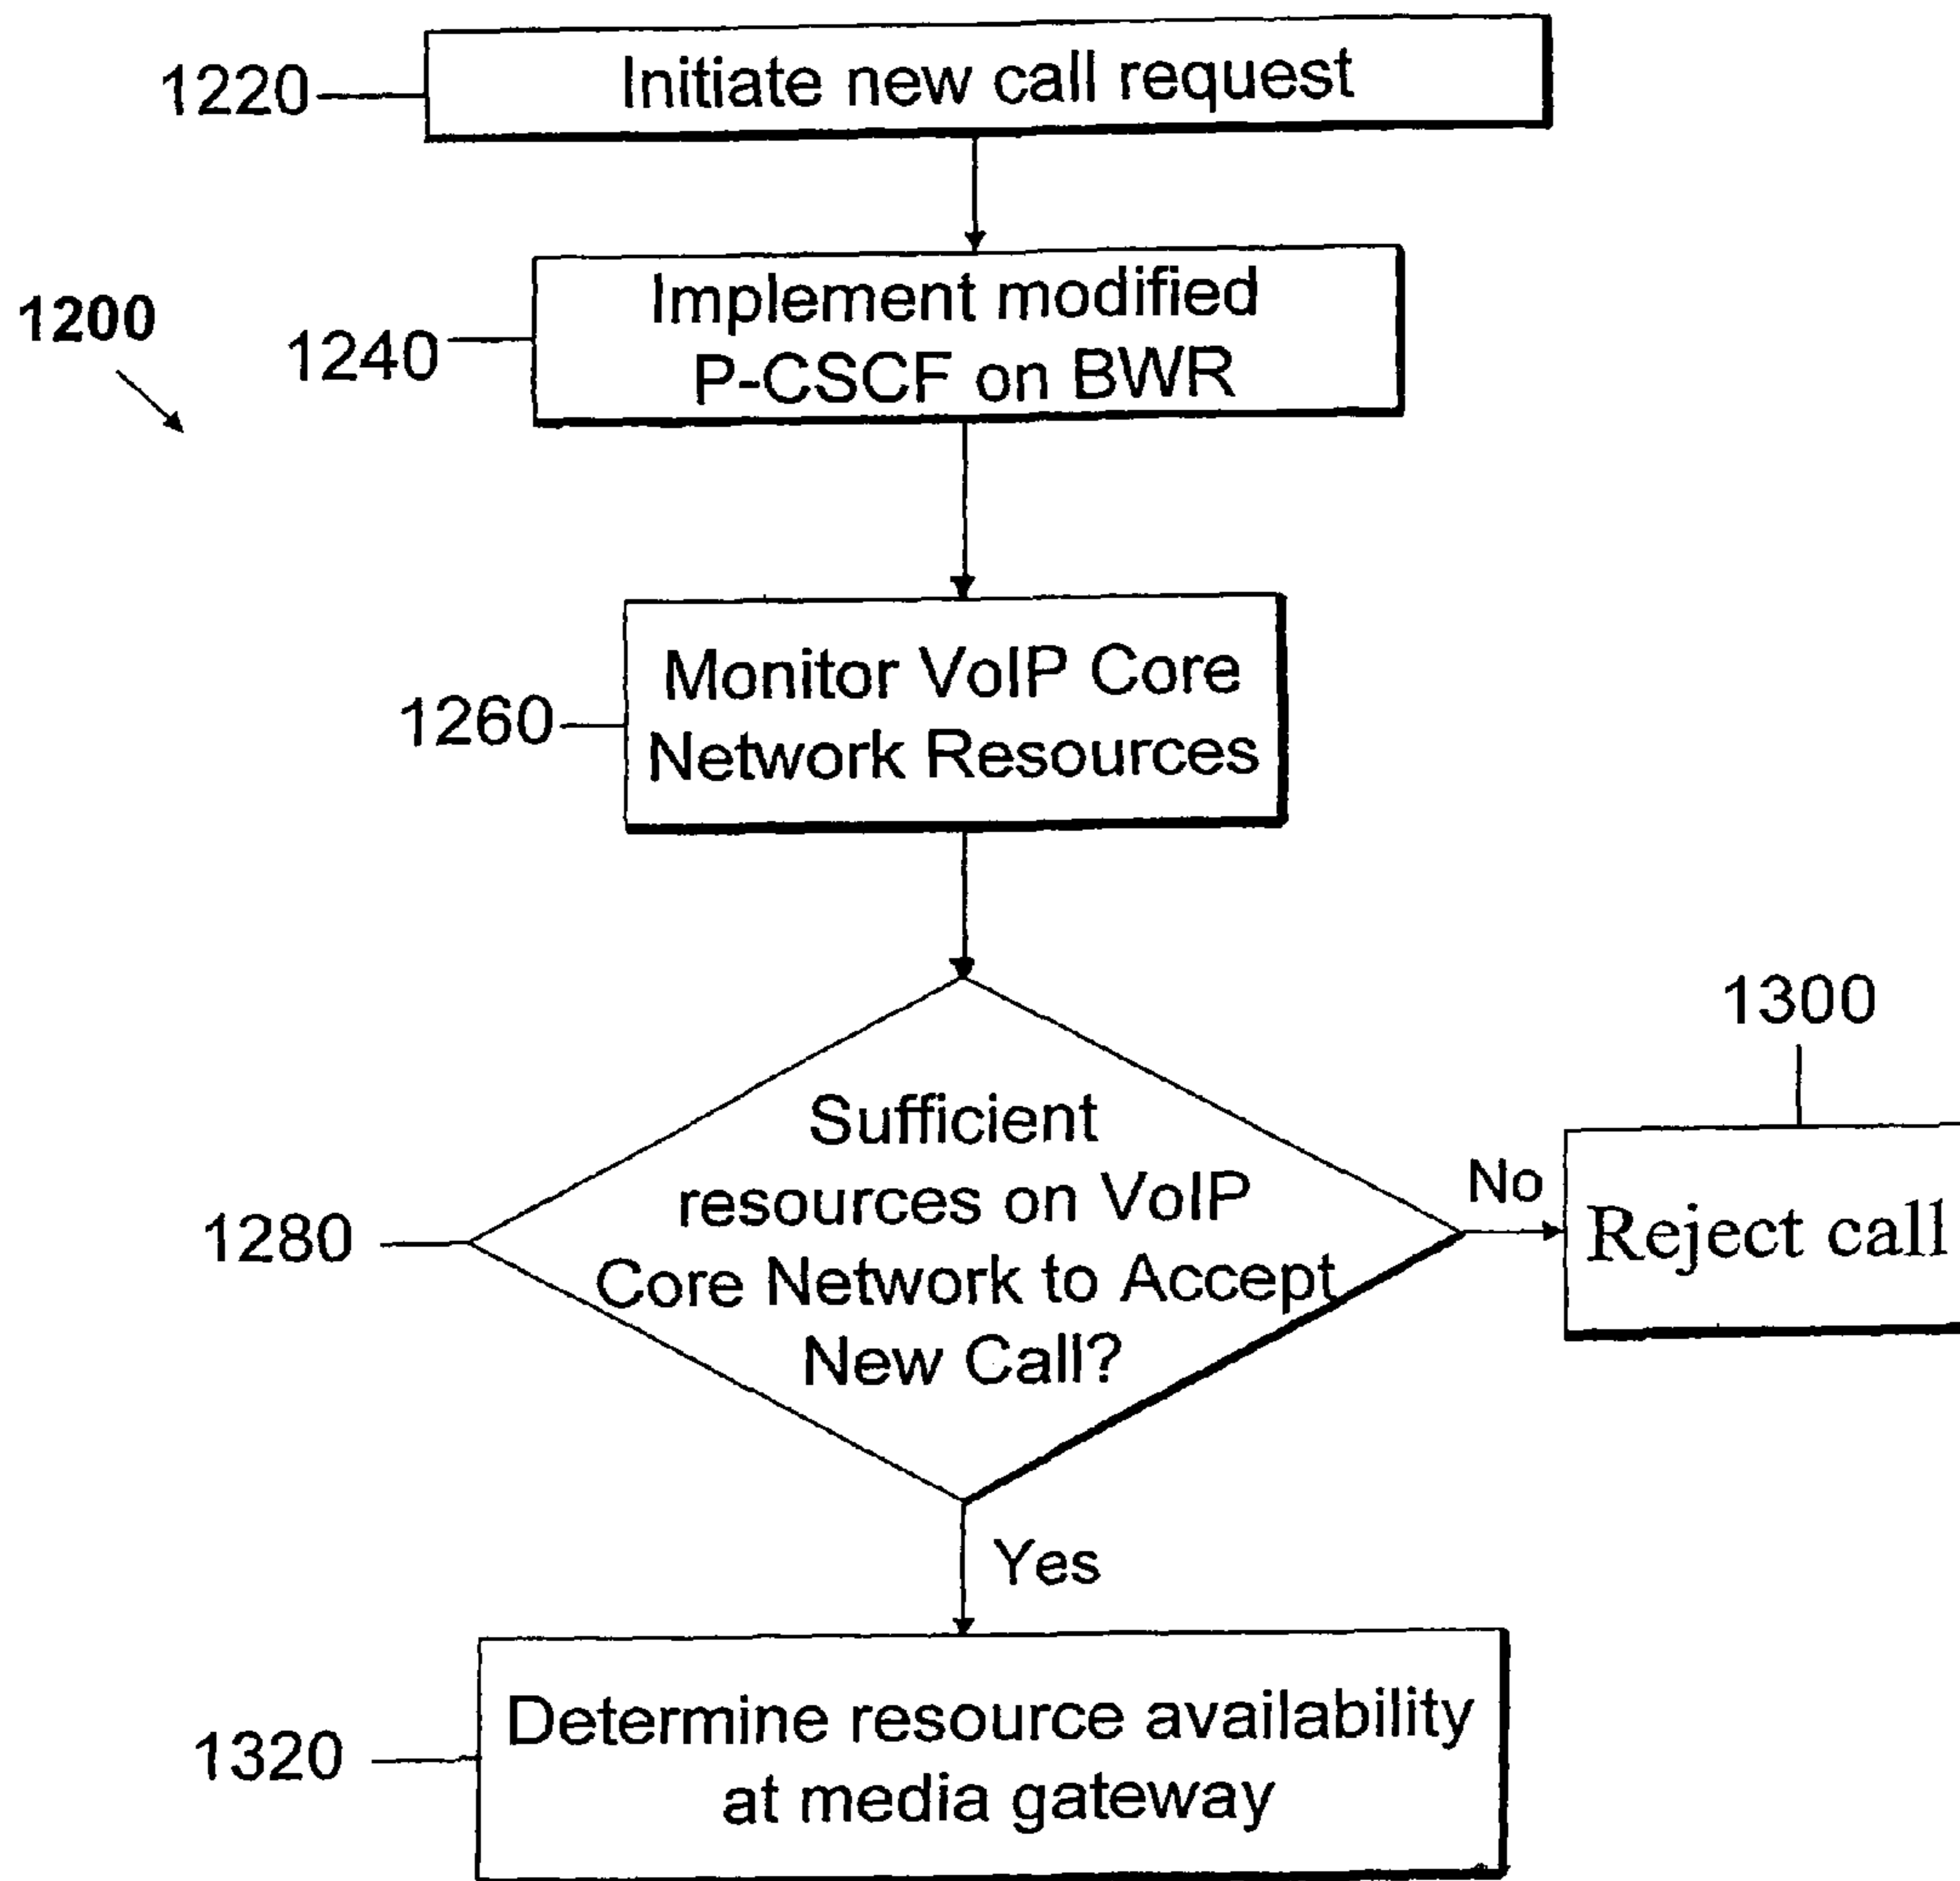 1220
Initiate new call request
1200
1240
Implement modified
P-CSCF on BWR
1260
Monitor VoIP Core
Network Resources
1280
Sufficient
resources on VoIP
Core Network to Accept
New Call?
No
1300
Reject call
Yes
1320
Determine resource availability
at media gateway